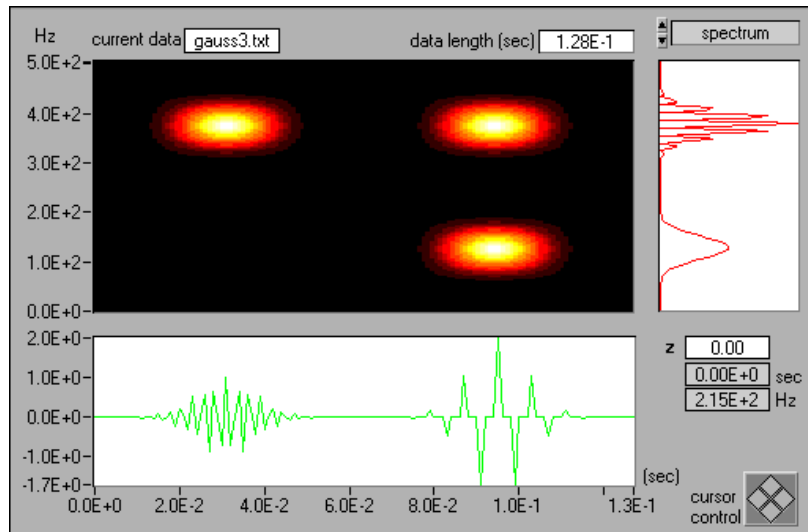 Hz
current data gauss3.txt
data length (sec) 1.28E-1
spectrum
5.0E+2
4.0E+2
3.0E+2
2.0E+2
1.0E+2
0.0E+0
2.0E+0
1.0E+0
0.0E+0
-1.0E+0
-1.7E+0
0.0E+0 2.0E-2 4.0E-2 6.0E-2 8.0E-2 1.0E-1 1.3E-1
(sec)
z 0.00
0.00E+0 sec
2.15E+2 Hz
cursor
control